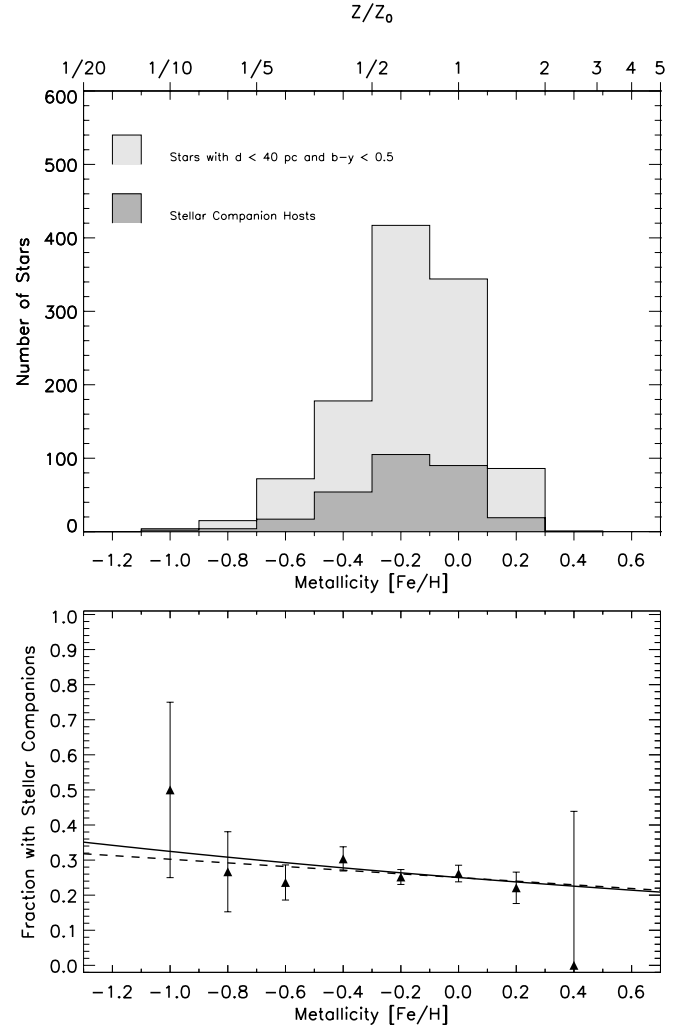 Z/Z₀
1/20 1/10 1/5 1/2 1 2 3 4 5
600
500
400
300
200
100
0
Number of Stars
Stars with d < 40 pc and b-y < 0.5
Stellar Companion Hosts
-1.2 -1.0 -0.8 -0.6 -0.4 -0.2 0.0 0.2 0.4 0.6
Metallicity [Fe/H]
1.0
0.9
0.8
0.7
0.6
0.5
0.4
0.3
0.2
0.1
0.0
Fraction with Stellar Companions
-1.2 -1.0 -0.8 -0.6 -0.4 -0.2 0.0 0.2 0.4 0.6
Metallicity [Fe/H]